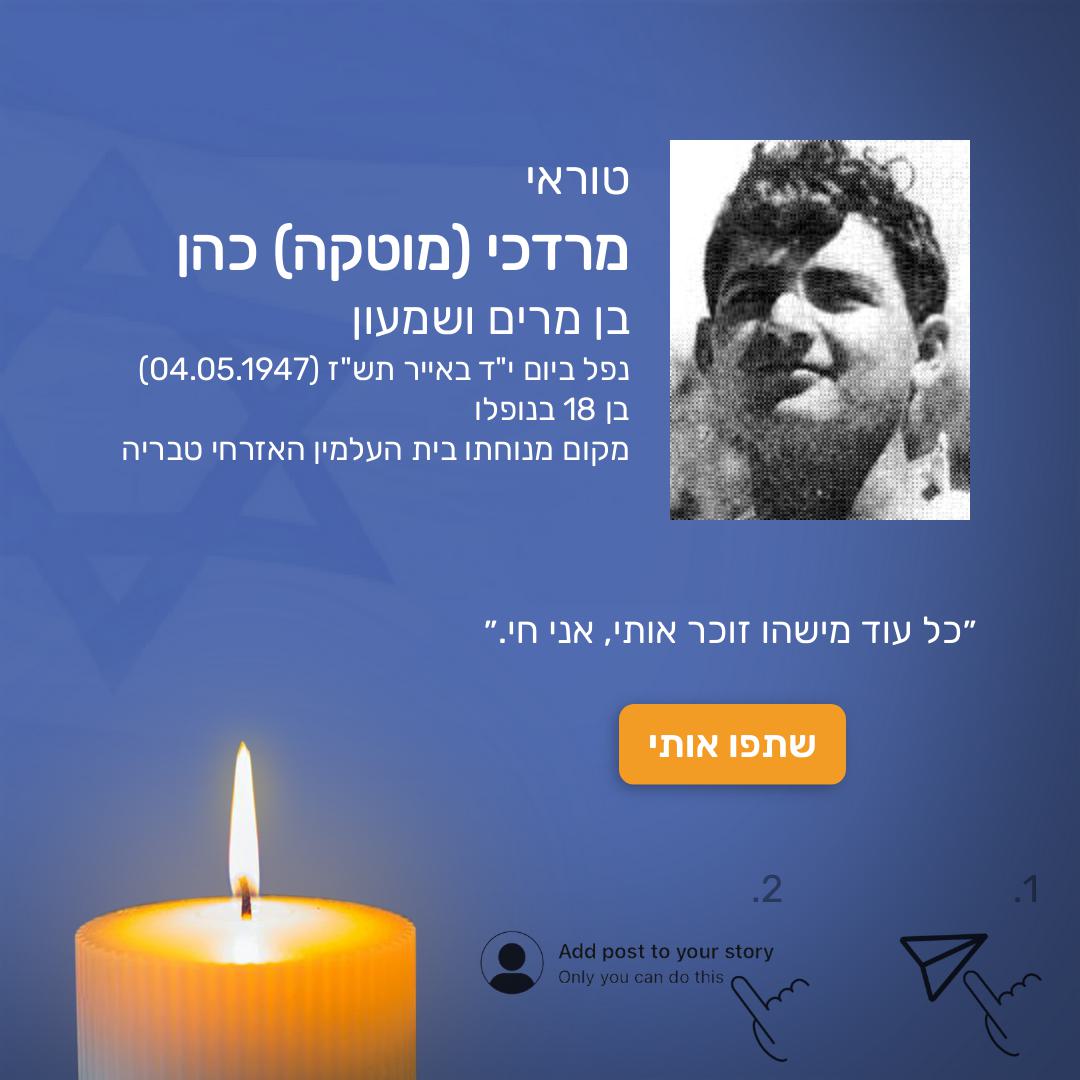 טוראי
מרדכי (מוטקה) כהן
בן מרים ושמעון
נפל ביום י"ד באייר תש"ז (04.05.1947)
בן 18 בנופלו
מקום מנוחתו בית העלמין האזרחי טבריה
״כל עוד מישהו זוכר אותי, אני חי.״
שתפו אותי
.1
.2
Add post to your story
Only you can do this